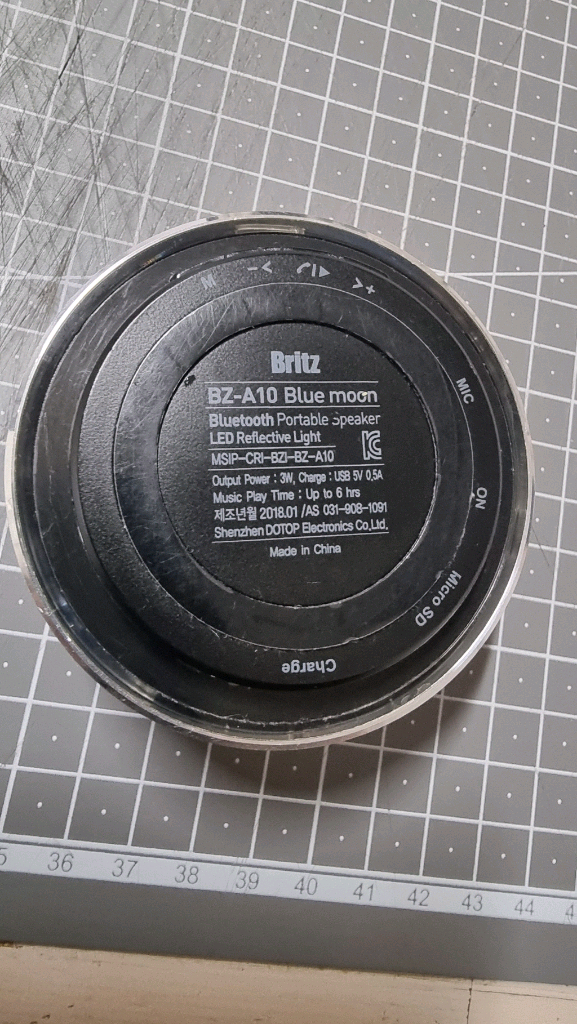 M -< ▶ >+
Britz
BZ-A10 Blue moon
Bluetooth Portable Speaker
LED Reflective Light
MSIP-CRI-BZI-BZ-A10
Output Power : 3W, Charge : USB 5V 0.5A
Music Play Time : Up to 6 hrs
제조년월 2018.01 /AS 031-908-1091
Shenzhen DOTOP Electronics Co,Ltd.
Made in China
MIC
ON
Micro SD
Charge
36 37 38 39 40 41 42 43 44